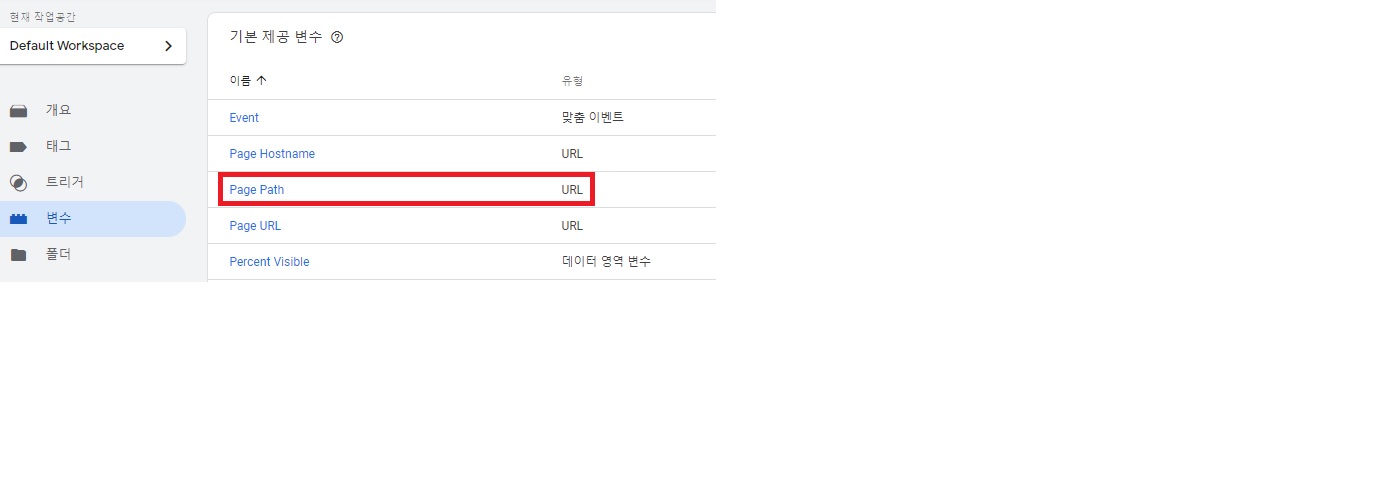 현재 작업공간
Default Workspace
개요
태그
트리거
변수
폴더
기본 제공 변수
이름 유형
Event 맞춤 이벤트
Page Hostname URL
Page Path URL
Page URL URL
Percent Visible 데이터 영역 변수